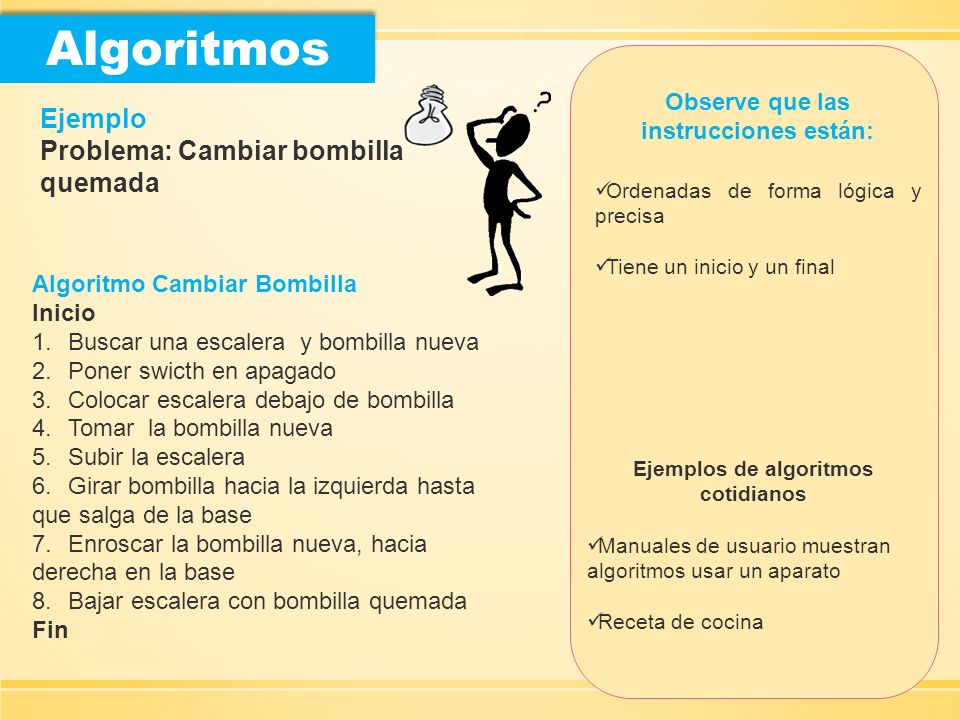 Algoritmos
Ejemplo
Problema: Cambiar bombilla
quemada
Algoritmo Cambiar Bombilla
Inicio
1. Buscar una escalera y bombilla nueva
2. Poner swicth en apagado
3. Colocar escalera debajo de bombilla
4. Tomar la bombilla nueva
5. Subir la escalera
6. Girar bombilla hacia la izquierda hasta
que salga de la base
7. Enroscar la bombilla nueva, hacia
derecha en la base
8. Bajar escalera con bombilla quemada
Fin
?
Observe que las
instrucciones están:
✓Ordenadas de forma lógica y
precisa
✓Tiene un inicio y un final
Ejemplos de algoritmos
cotidianos
✓Manuales de usuario muestran
algoritmos usar un aparato
✓Receta de cocina